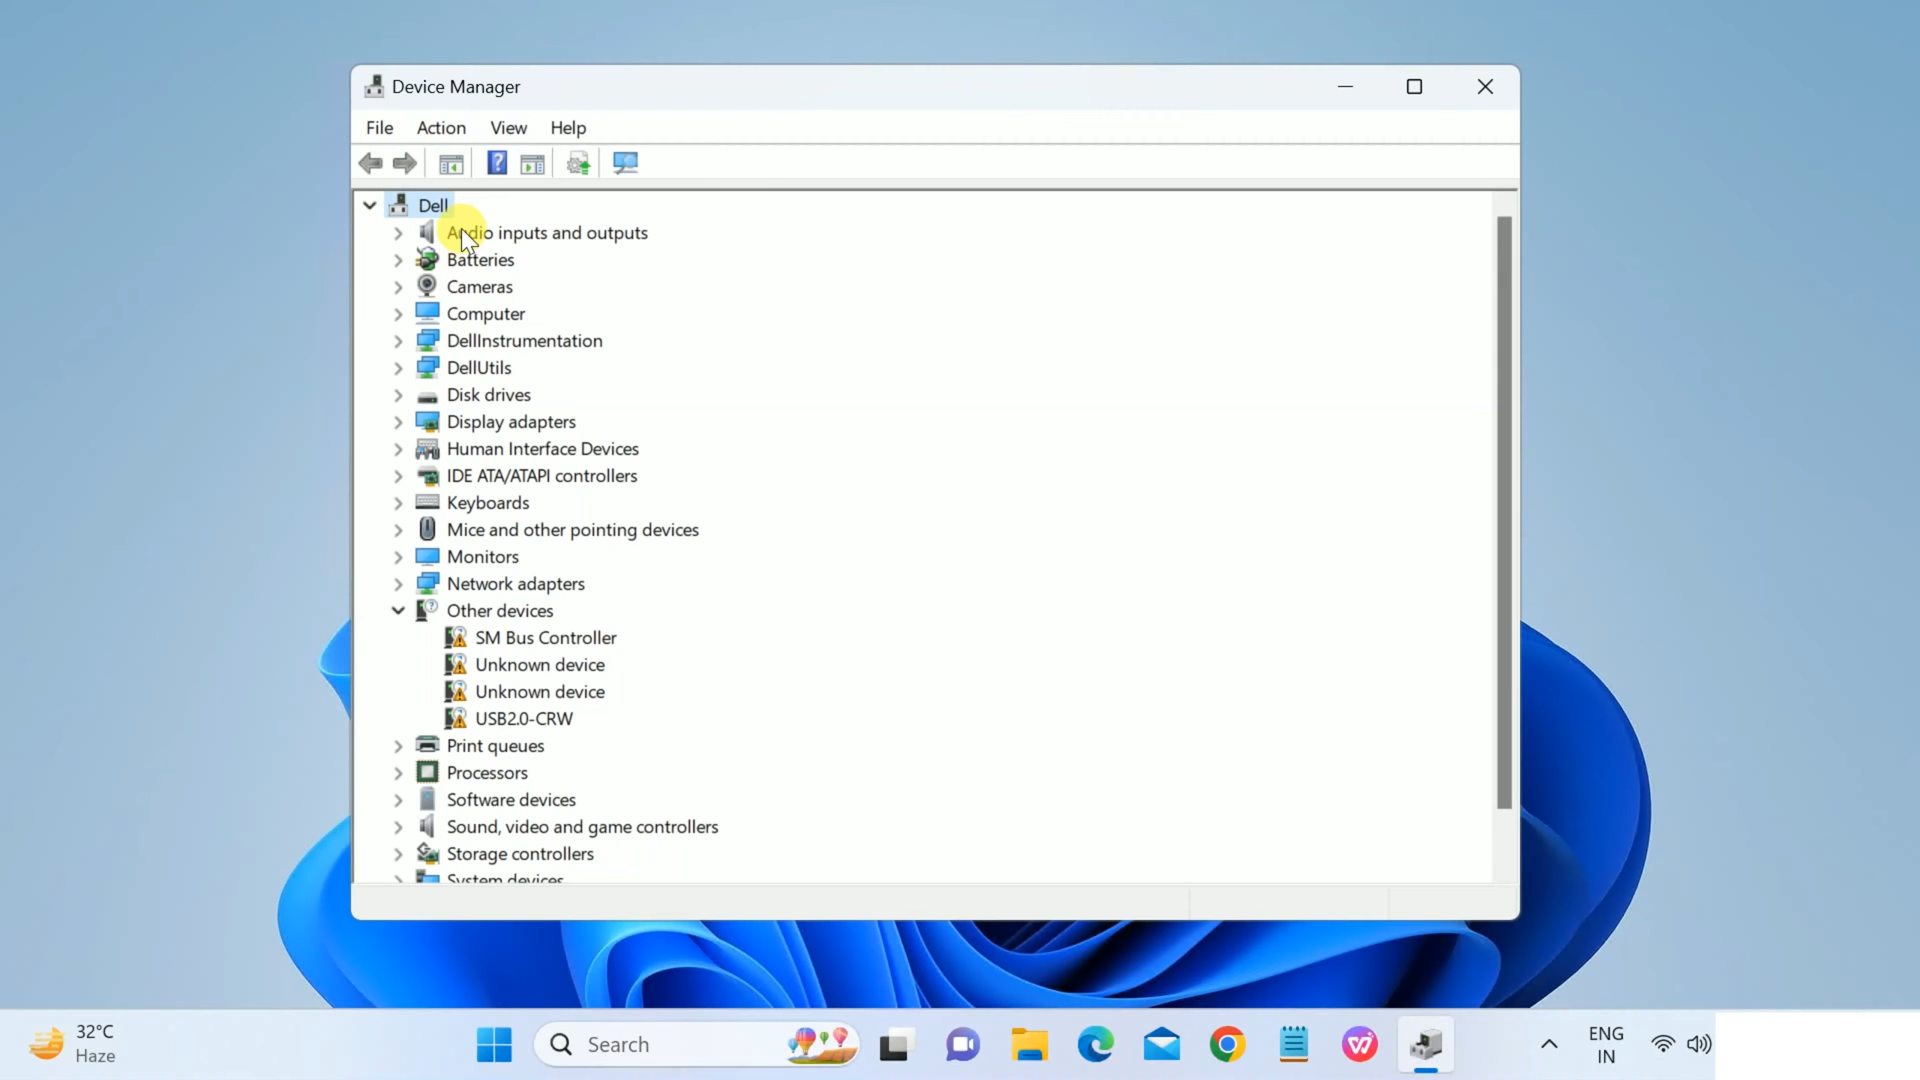 Device Manager
File Action View Help
Dell
Audio inputs and outputs
Batteries
Cameras
Computer
DellInstrumentation
DellUtils
Disk drives
Display adapters
Human Interface Devices
IDE ATA/ATAPI controllers
Keyboards
Mice and other pointing devices
Monitors
Network adapters
Other devices
SM Bus Controller
Unknown device
Unknown device
USB2.0-CRW
Print queues
Processors
Software devices
Sound, video and game controllers
Storage controllers
System devices
32°C
Haze
Search
ENG
IN